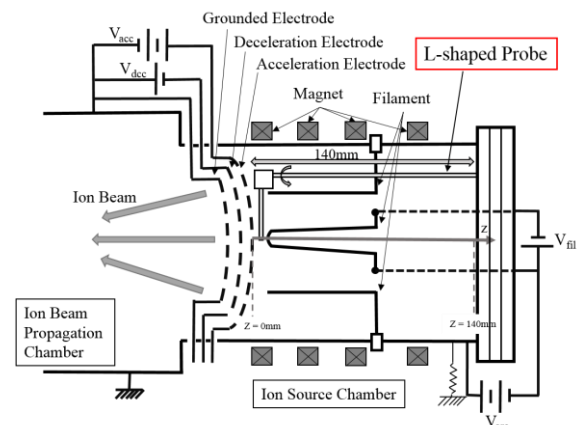 Grounded Electrode
Vacc
Deceleration Electrode
Acceleration Electrode
L-shaped Probe
Vdcc
Magnet
Filament
140mm
Ion Beam
Z
Vfil
Ion Beam
Propagation
Chamber
Z = 0mm
Z = 140mm
Ion Source Chamber